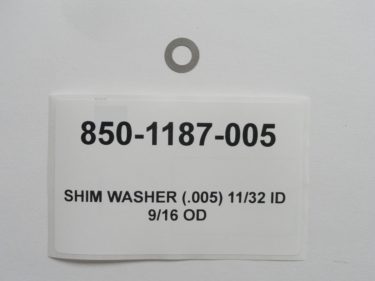 850-1187-005
SHIM WASHER (.005) 11/32 ID
9/16 OD